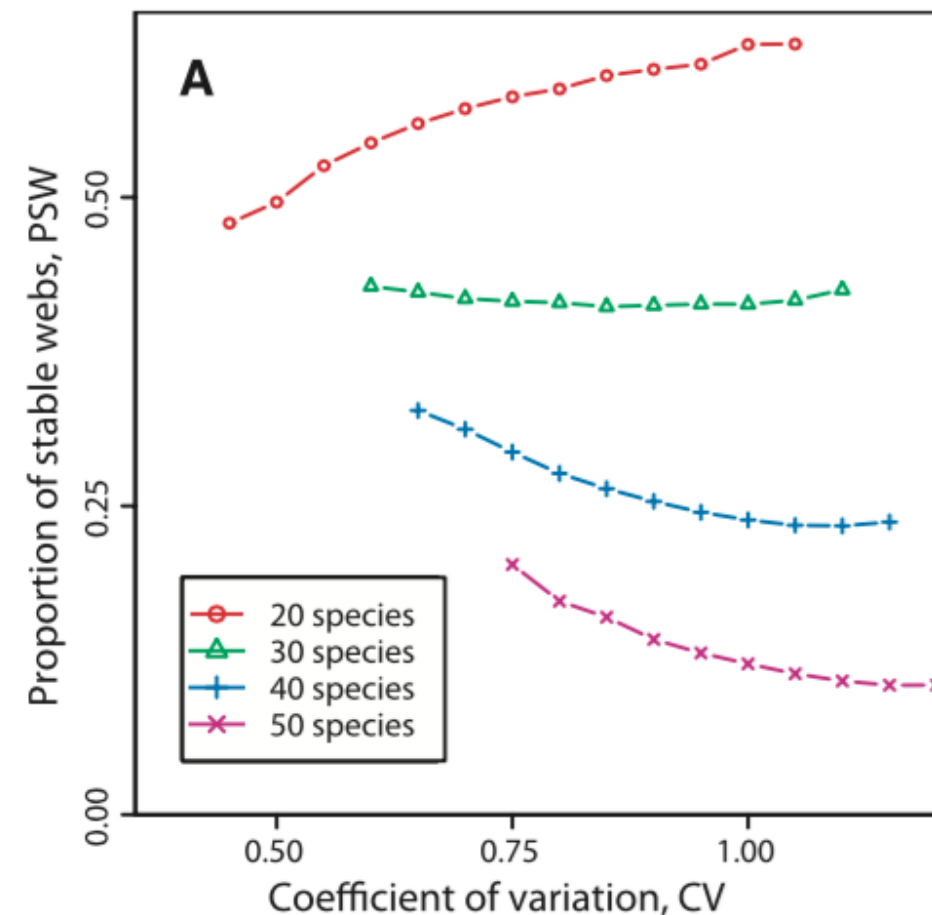 A
Proportion of stable webs, PSW
0.50
0.25
0.00
20 species
30 species
40 species
50 species
0.50 0.75 1.00
Coefficient of variation, CV